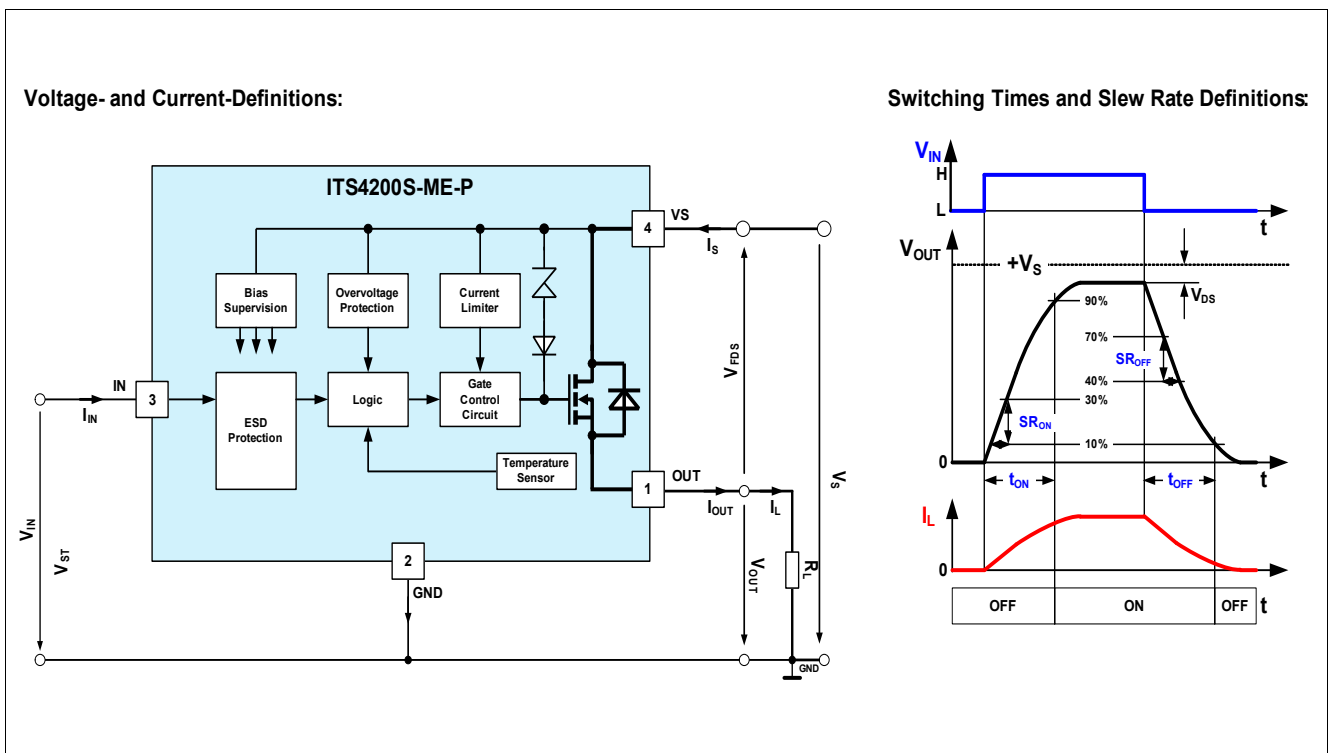 Voltage- and Current-Definitions:
Switching Times and Slew Rate Definitions:
ITS4200S-ME-P
VS
4
IS
Bias
Supervision
Overvoltage
Protection
Current
Limiter
VFDS
IN
3
IIN
ESD
Protection
Logic
Gate
Control
Circuit
Temperature
Sensor
OUT
1
IOUT
IL
VS
VIN
VST
2
GND
VOUT
RL
GND
VIN
H
L
t
VOUT
+VS
VDS
90%
70%
SROFF
40%
30%
SRON
10%
0
tON
tOFF
t
IL
0
OFF
ON
OFF
t